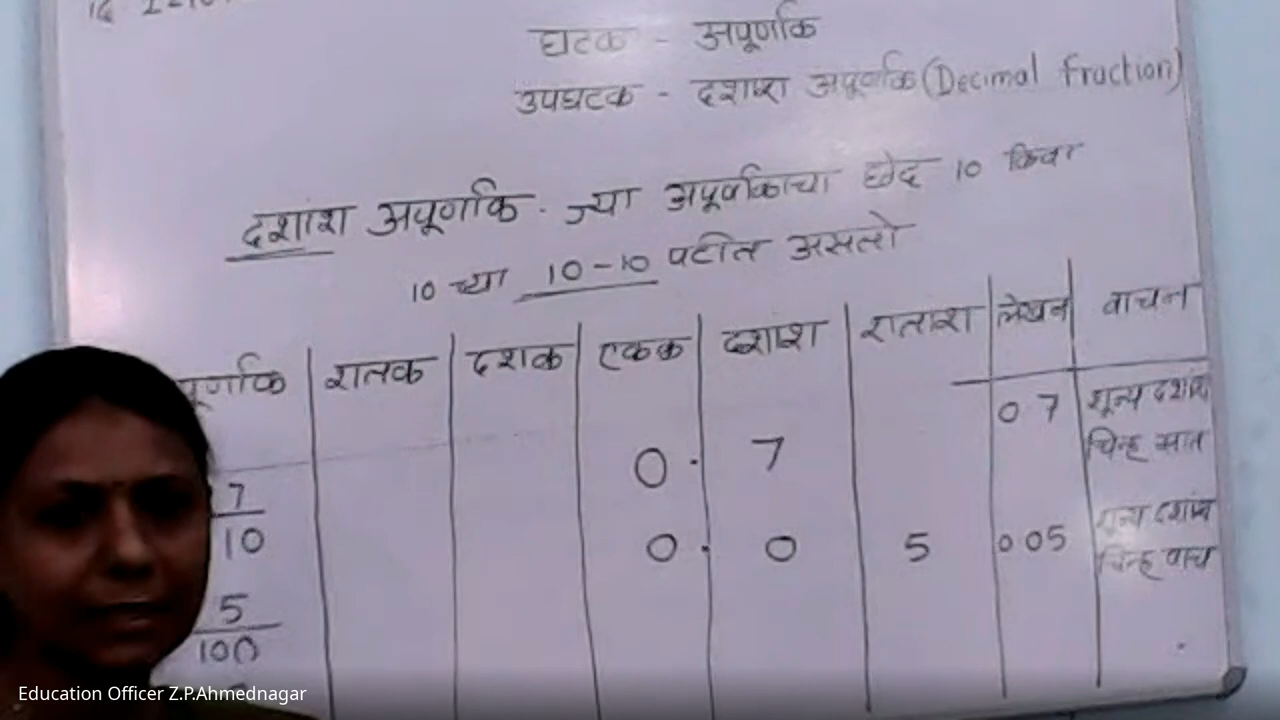 घटक - अपूर्णांक
उपघटक - दशांश अपूर्णांक (Decimal fraction)
दशांश अपूर्णांक - ज्या अपूर्णांकाचा छेद 10 किंवा
10 च्या 10-10 पटीत असतो
पूर्णांक शतक दशक एकक दशांश शतांश लेखन वाचन
7/10 0. 7 0 7 शून्य दशांश चिन्ह सात
5/100 0. 0 5 0 05 शून्य दशांश चिन्ह पाच
Education Officer Z.P.Ahmednagar